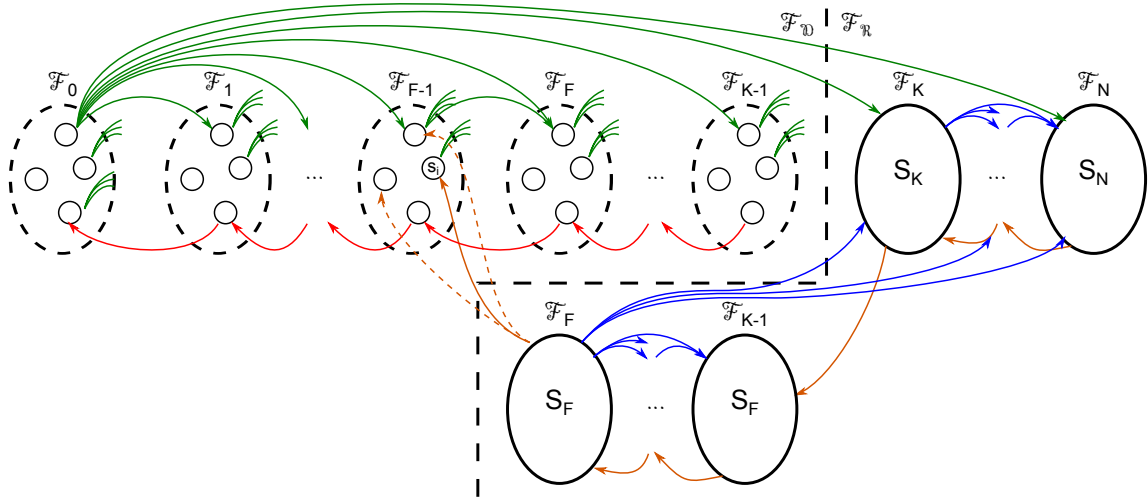 ℱ_𝔇 ℱ_ℜ
ℱ_0 ℱ_1 ℱ_F-1 ℱ_F ℱ_K-1 ℱ_K ℱ_N
s_i
... ... S_K ... S_N
ℱ_F ℱ_K-1
S_F ... S_F